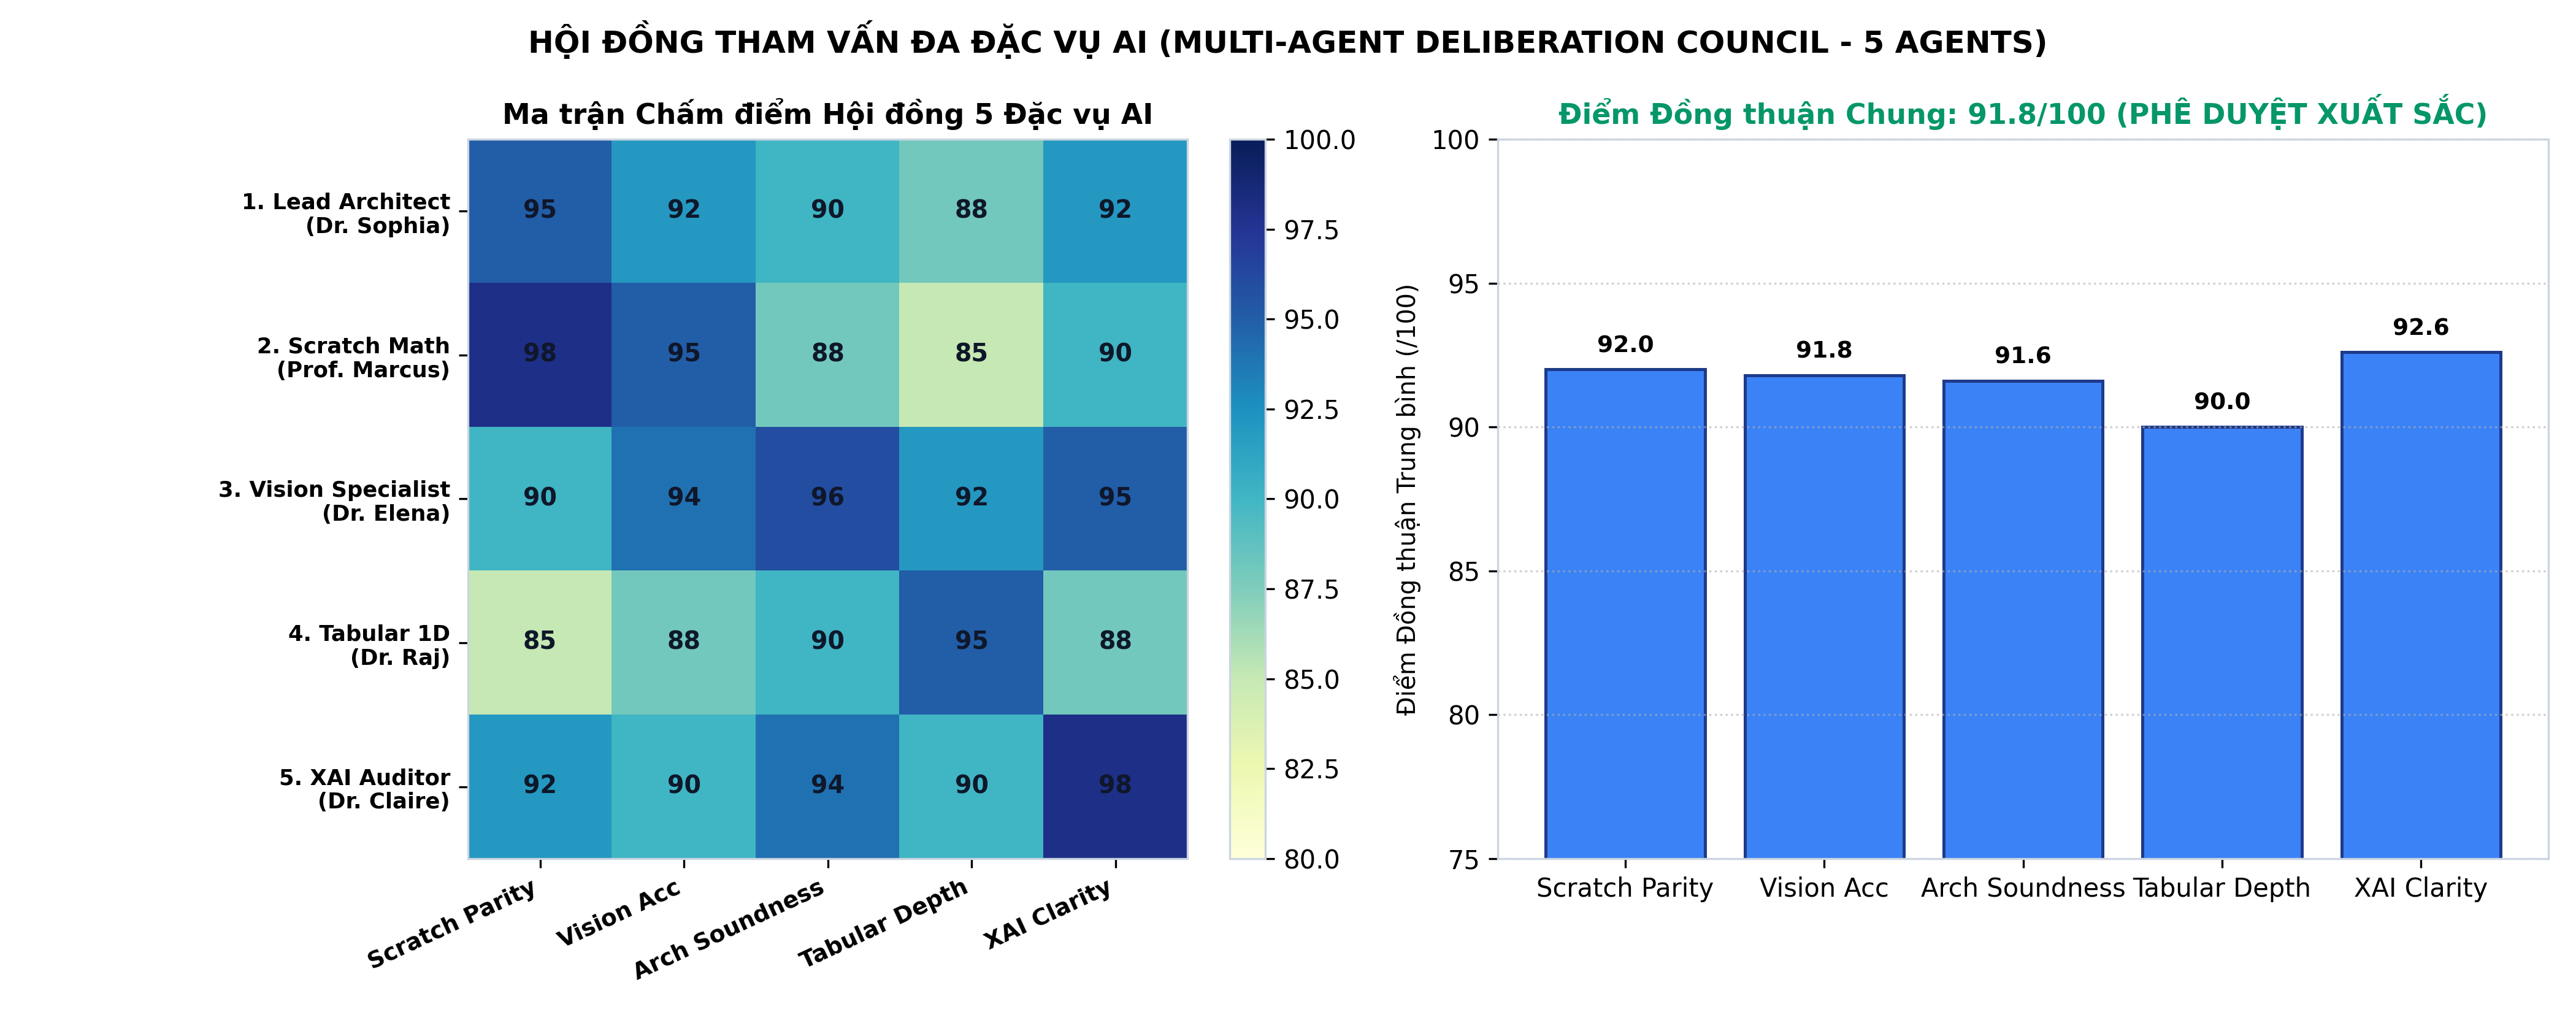 HỘI ĐỒNG THAM VẤN ĐA ĐẶC VỤ AI (MULTI-AGENT DELIBERATION COUNCIL - 5 AGENTS)
Ma trận Chấm điểm Hội đồng 5 Đặc vụ AI
1. Lead Architect
(Dr. Sophia)
95 92 90 88 92
2. Scratch Math
(Prof. Marcus)
98 95 88 85 90
3. Vision Specialist
(Dr. Elena)
90 94 96 92 95
4. Tabular 1D
(Dr. Raj)
85 88 90 95 88
5. XAI Auditor
(Dr. Claire)
92 90 94 90 98
Scratch Parity
Vision Acc
Arch Soundness
Tabular Depth
XAI Clarity
100.0
97.5
95.0
92.5
90.0
87.5
85.0
82.5
80.0
Điểm Đồng thuận Chung: 91.8/100 (PHÊ DUYỆT XUẤT SẮC)
Điểm Đồng thuận Trung bình (/100)
100
95
90
85
80
75
92.0
91.8
91.6
90.0
92.6
Scratch Parity
Vision Acc
Arch Soundness
Tabular Depth
XAI Clarity